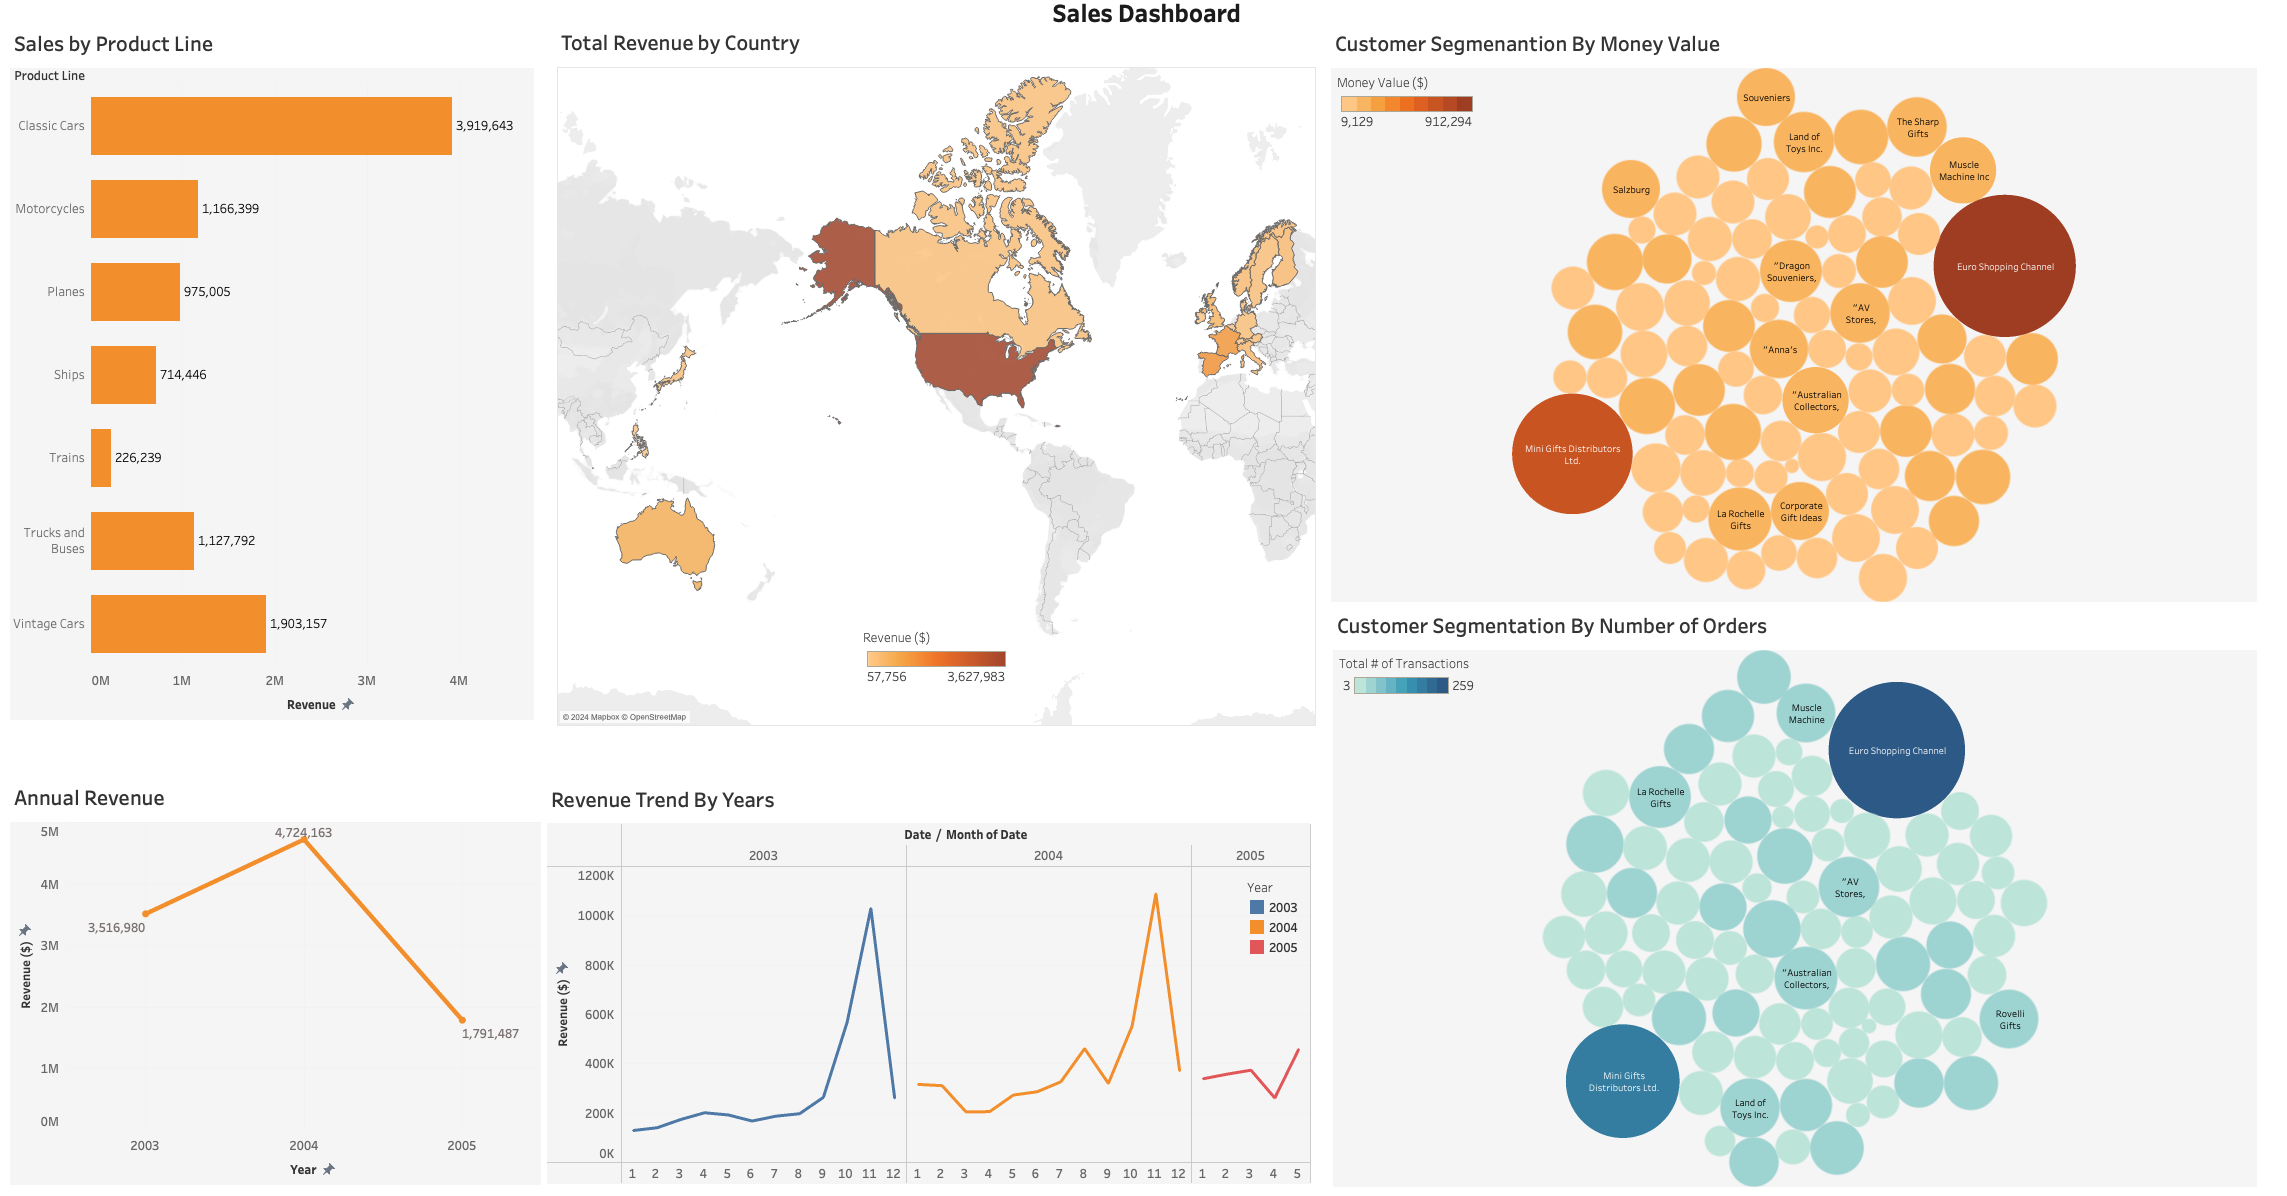 Sales Dashboard
Sales by Product Line
Product Line
Classic Cars
3,919,643
Motorcycles
1,166,399
Planes
975,005
Ships
714,446
Trains
226,239
Trucks and
Buses
1,127,792
Vintage Cars
1,903,157
0M
1M
2M
3M
4M
Revenue
Total Revenue by Country
Revenue ($)
57,756
3,627,983
© 2024 Mapbox © OpenStreetMap
Customer Segmenantion By Money Value
Money Value ($)
9,129
912,294
Souveniers
Land of
Toys Inc.
The Sharp
Gifts
Muscle
Machine Inc
Salzburg
Euro Shopping Channel
"Dragon
Souveniers,
"AV
Stores,
"Anna's
"Australian
Collectors,
Mini Gifts Distributors
Ltd.
La Rochelle
Gifts
Corporate
Gift Ideas
Customer Segmentation By Number of Orders
Total # of Transactions
3
259
Muscle
Machine
Euro Shopping Channel
La Rochelle
Gifts
"AV
Stores,
"Australian
Collectors,
Rovelli
Gifts
Mini Gifts
Distributors Ltd.
Land of
Toys Inc.
Annual Revenue
5M
4M
3M
2M
1M
0M
Revenue ($)
3,516,980
4,724,163
1,791,487
2003
2004
2005
Year
Revenue Trend By Years
Date / Month of Date
2003
2004
2005
1200K
1000K
800K
600K
400K
200K
0K
Revenue ($)
Year
2003
2004
2005
1 2 3 4 5 6 7 8 9 10 11 12 1 2 3 4 5 6 7 8 9 10 11 12 1 2 3 4 5